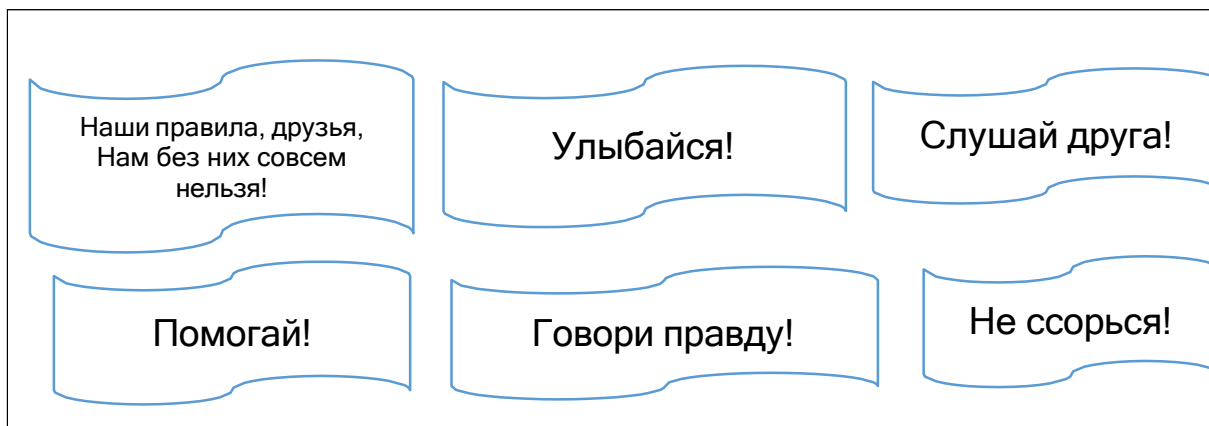 Наши правила, друзья,
Нам без них совсем
нельзя!
Улыбайся!
Слушай друга!
Помогай!
Говори правду!
Не ссорься!